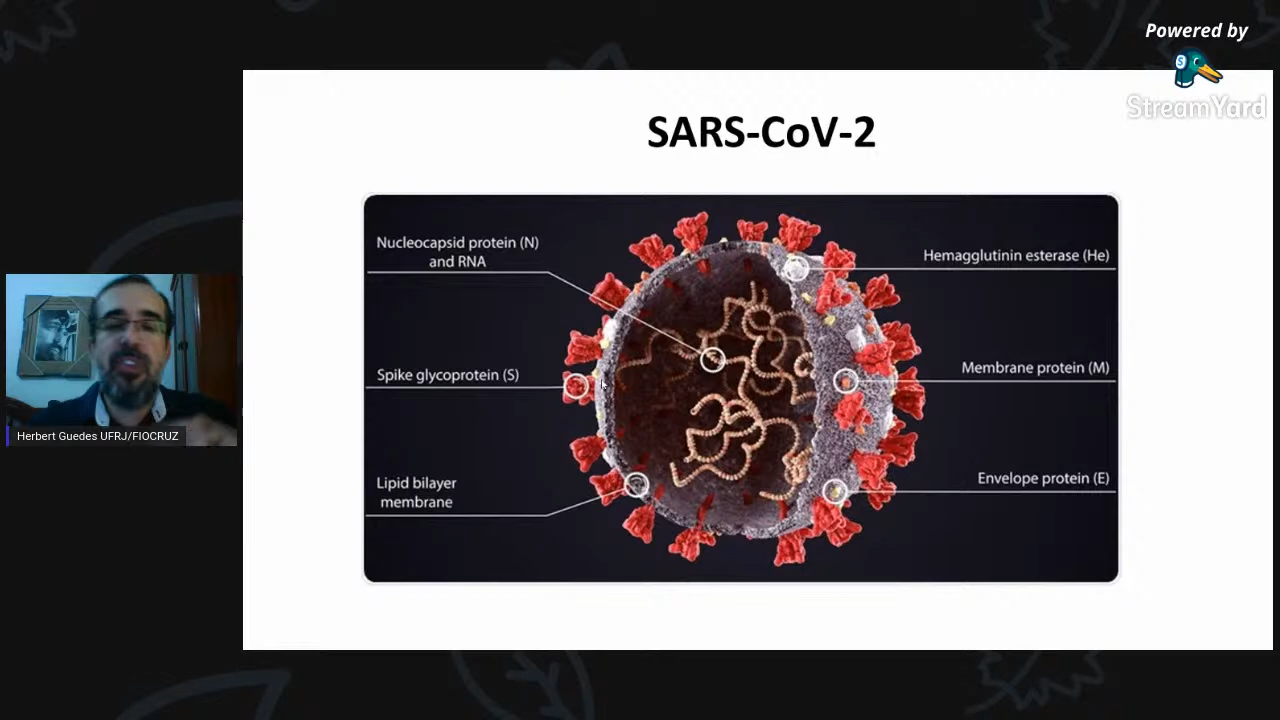 Powered by
StreamYard
SARS-CoV-2
Nucleocapsid protein (N)
and RNA
Hemagglutinin esterase (He)
Spike glycoprotein (S)
Membrane protein (M)
Lipid bilayer
membrane
Envelope protein (E)
Herbert Guedes UFRJ/FIOCRUZ